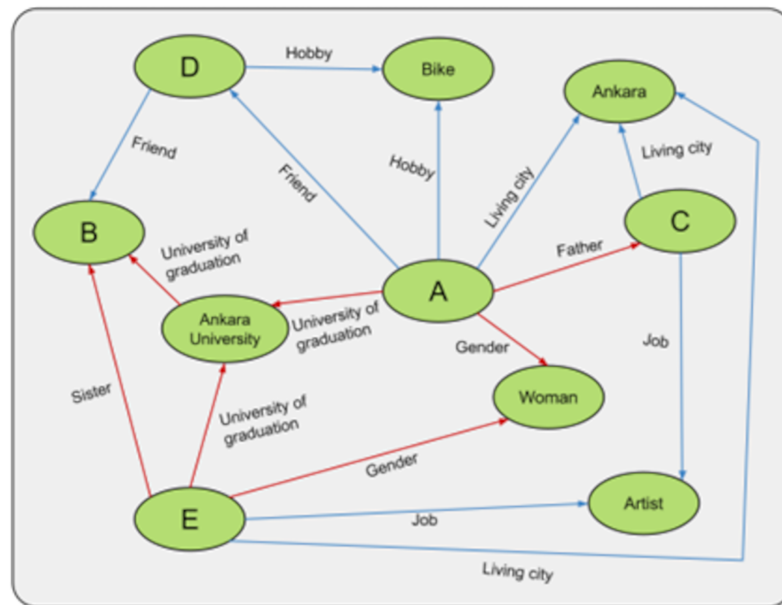 D
Hobby
Bike
Ankara
Friend
Friend
Hobby
Living city
Living city
B
University of
graduation
C
Father
A
Ankara
University
University of
graduation
Gender
Job
Sister
University of
graduation
Woman
Gender
E
Job
Artist
Living city